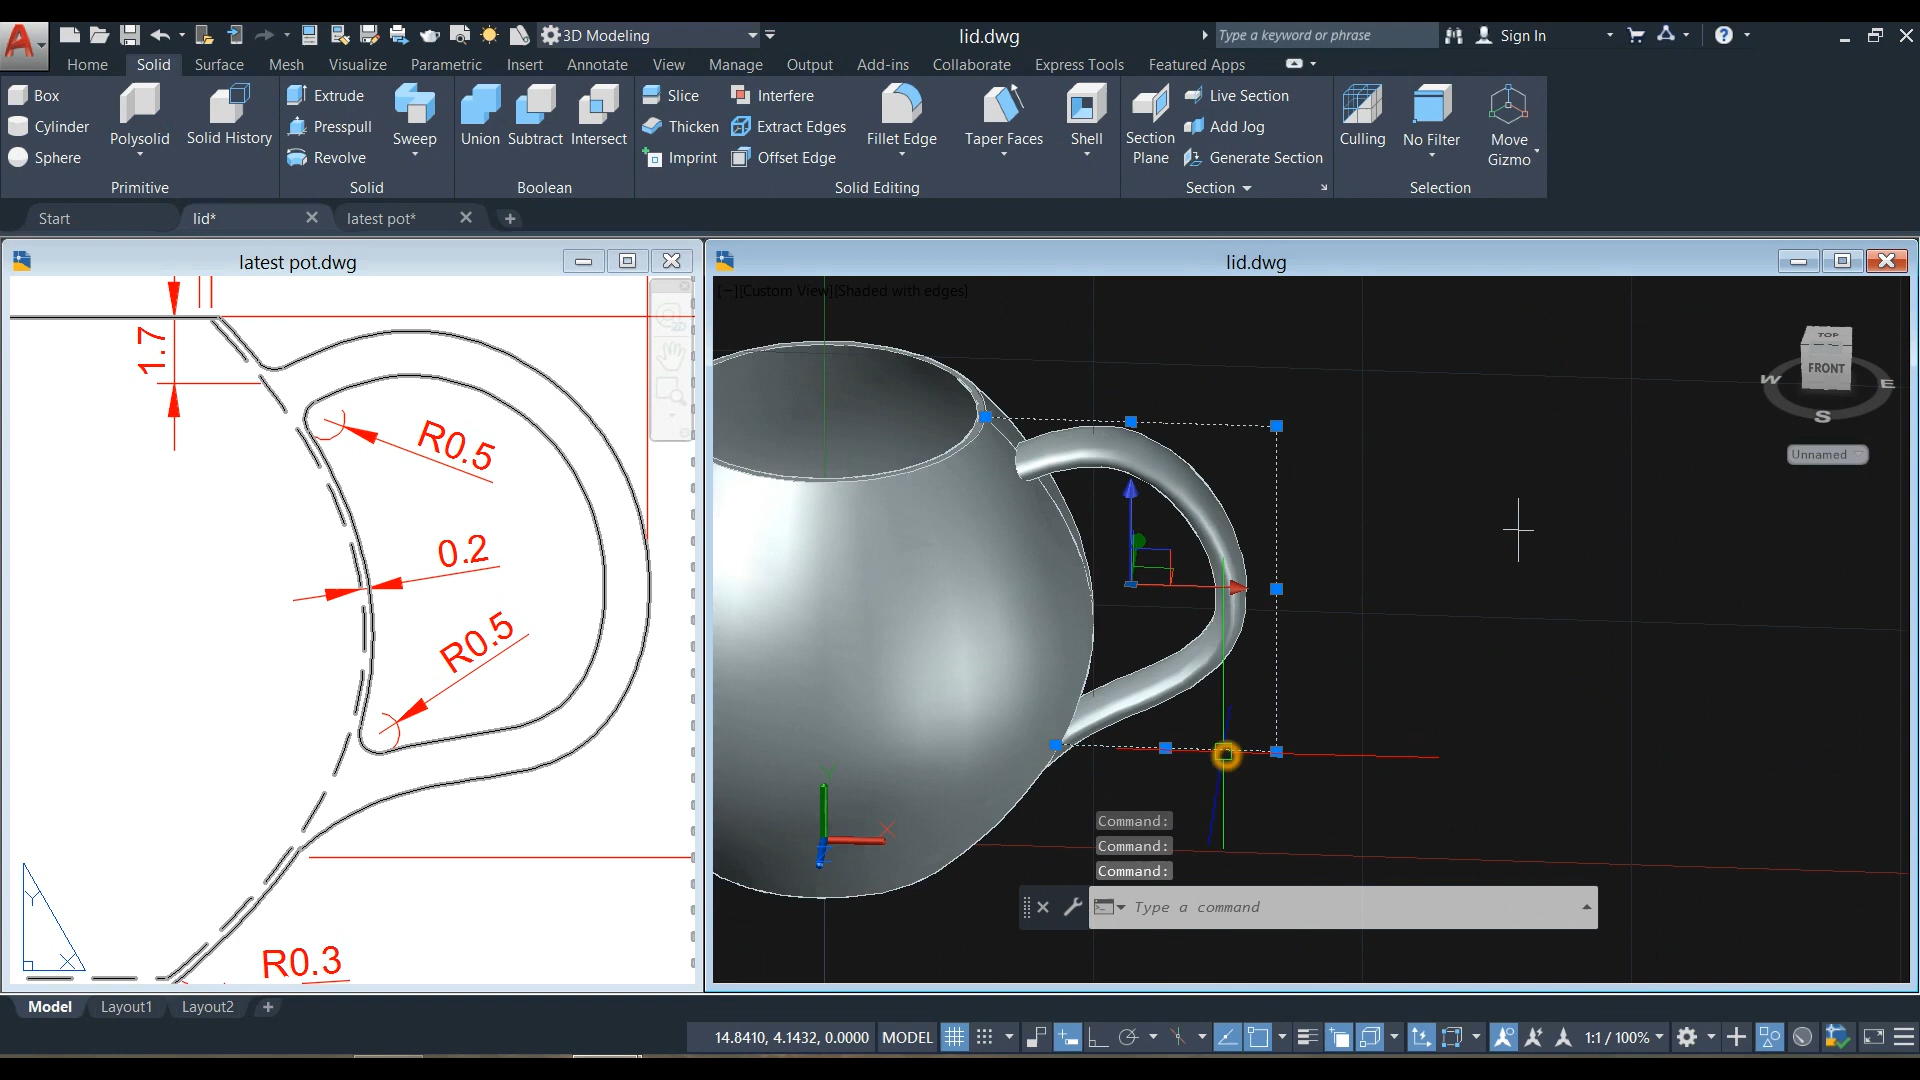 3D Modeling
lid.dwg
Type a keyword or phrase
Sign In
Home Solid Surface Mesh Visualize Parametric Insert Annotate View Manage Output Add-ins Collaborate Express Tools Featured Apps
Box
Cylinder
Sphere
Polysolid
Solid History
Primitive
Extrude
Presspull
Revolve
Sweep
Solid
Union
Subtract
Intersect
Boolean
Slice
Thicken
Imprint
Interfere
Extract Edges
Offset Edge
Fillet Edge
Taper Faces
Shell
Solid Editing
Section
Plane
Live Section
Add Jog
Generate Section
Section
Culling
No Filter
Move
Gizmo
Selection
Start
lid*
latest pot*
latest pot.dwg
1.7
R0.5
0.2
R0.5
R0.3
Y
X
lid.dwg
[−][Custom View][Shaded with edges]
TOP
FRONT
W
E
S
Unnamed
Y
X
Command:
Command:
Command:
Type a command
Model
Layout1
Layout2
14.8410, 4.1432, 0.0000
MODEL
1:1 / 100%